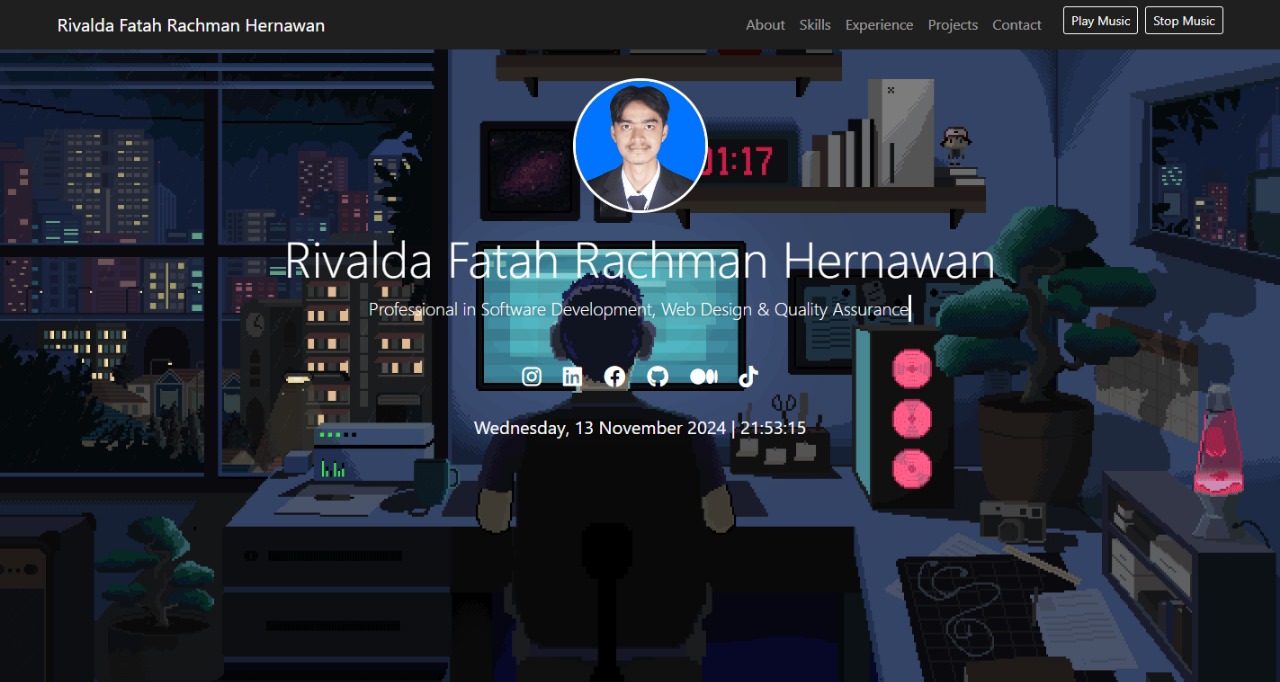 Rivalda Fatah Rachman Hernawan
About Skills Experience Projects Contact Play Music Stop Music
01:17
Rivalda Fatah Rachman Hernawan
Professional in Software Development, Web Design & Quality Assurance
Wednesday, 13 November 2024 | 21:53:15